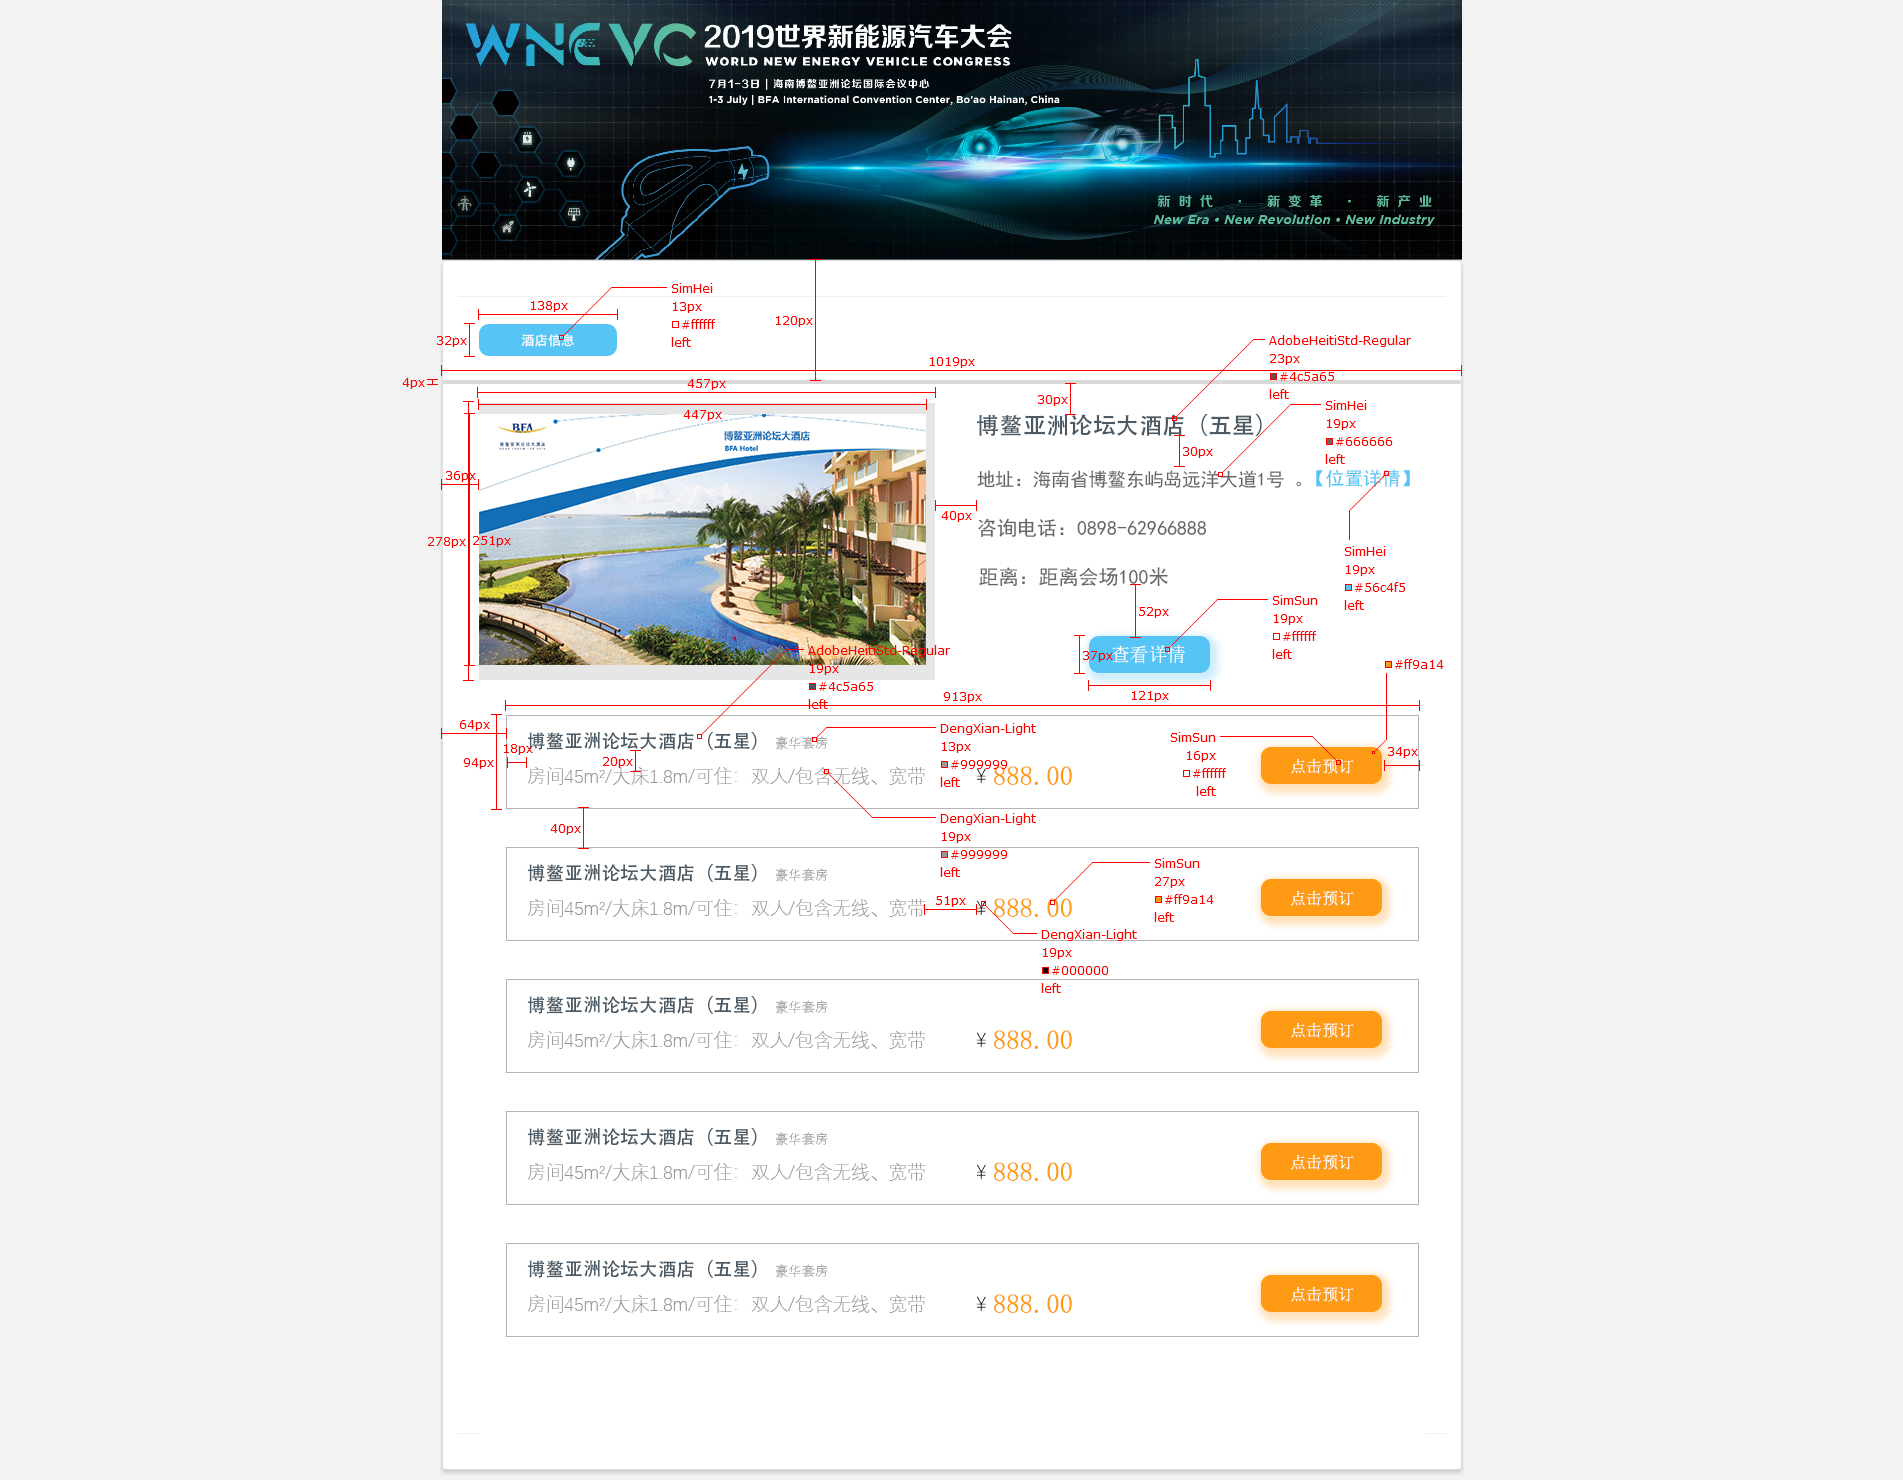 WNEVC 2019世界新能源汽车大会
WORLD NEW ENERGY VEHICLE CONGRESS
7月1-3日 | 海南博鳌亚洲论坛国际会议中心
1-3 July | BFA International Convention Center, Bo'ao Hainan, China
新时代 · 新变革 · 新产业
New Era • New Revolution • New Industry
SimHei
13px
#ffffff
left
138px
32px
酒店信息
120px
1019px
4px
457px
447px
AdobeHeitiStd-Regular
23px
#4c5a65
left
30px
博鳌亚洲论坛大酒店（五星）
SimHei
19px
#666666
left
30px
BFA
博鳌亚洲论坛大酒店
博鳌亚洲论坛大酒店
BFA Hotel
36px
地址：海南省博鳌东屿岛远洋大道1号 。【位置详情】
40px
咨询电话：0898-62966888
278px
251px
SimHei
19px
#56c4f5
left
距离：距离会场100米
52px
SimSun
19px
#ffffff
left
37px
查看详情
121px
AdobeHeitiStd-Regular
19px
#4c5a65
left
#ff9a14
913px
64px
94px
18px
20px
博鳌亚洲论坛大酒店（五星） 豪华套房
DengXian-Light
13px
#999999
left
房间45m²/大床1.8m/可住：双人/包含无线、宽带 ¥ 888.00
SimSun
16px
#ffffff
left
点击预订
34px
40px
DengXian-Light
19px
#999999
left
博鳌亚洲论坛大酒店（五星） 豪华套房
房间45m²/大床1.8m/可住：双人/包含无线、宽带 ¥ 888.00
点击预订
51px
SimSun
27px
#ff9a14
left
DengXian-Light
19px
#000000
left
博鳌亚洲论坛大酒店（五星） 豪华套房
房间45m²/大床1.8m/可住：双人/包含无线、宽带 ¥ 888.00
点击预订
博鳌亚洲论坛大酒店（五星） 豪华套房
房间45m²/大床1.8m/可住：双人/包含无线、宽带 ¥ 888.00
点击预订
博鳌亚洲论坛大酒店（五星） 豪华套房
房间45m²/大床1.8m/可住：双人/包含无线、宽带 ¥ 888.00
点击预订